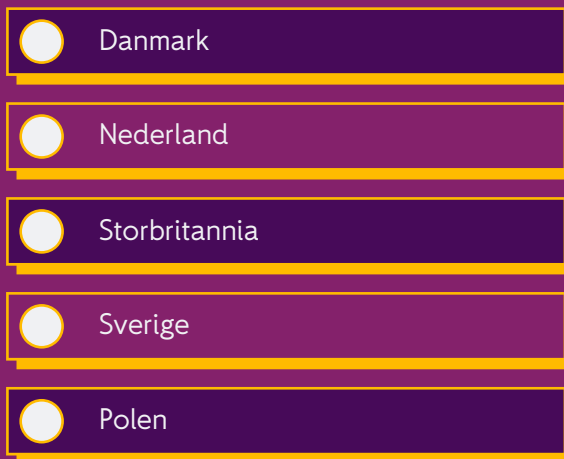 Danmark
Nederland
Storbritannia
Sverige
Polen